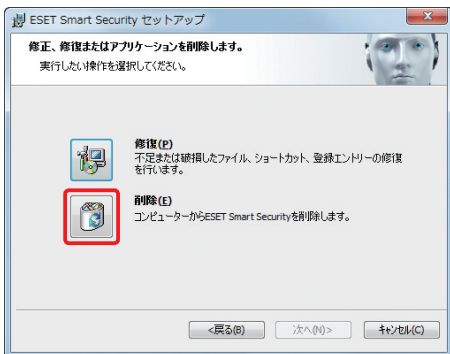 ESET Smart Security セットアップ
修正、修復またはアプリケーションを削除します。
実行したい操作を選択してください。
修復(P)
不足または破損したファイル、ショートカット、登録エントリーの修復
を行います。
削除(E)
コンピューターからESET Smart Securityを削除します。
<戻る(B)
次へ(N)>
キャンセル(C)